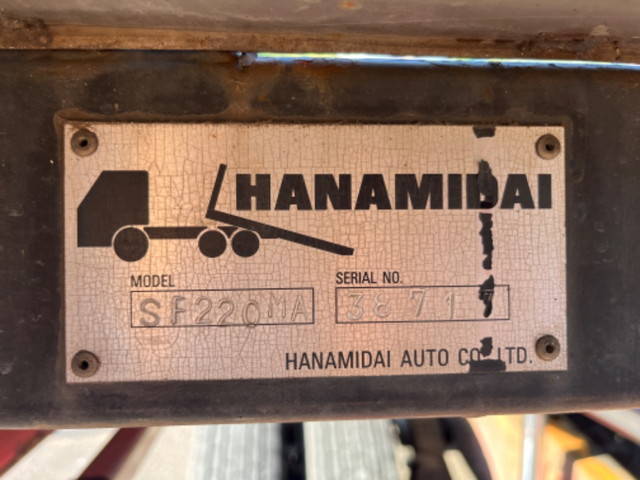 HANAMIDAI
MODEL
SERIAL NO.
SF220MA
HANAMIDAI AUTO CO., LTD.